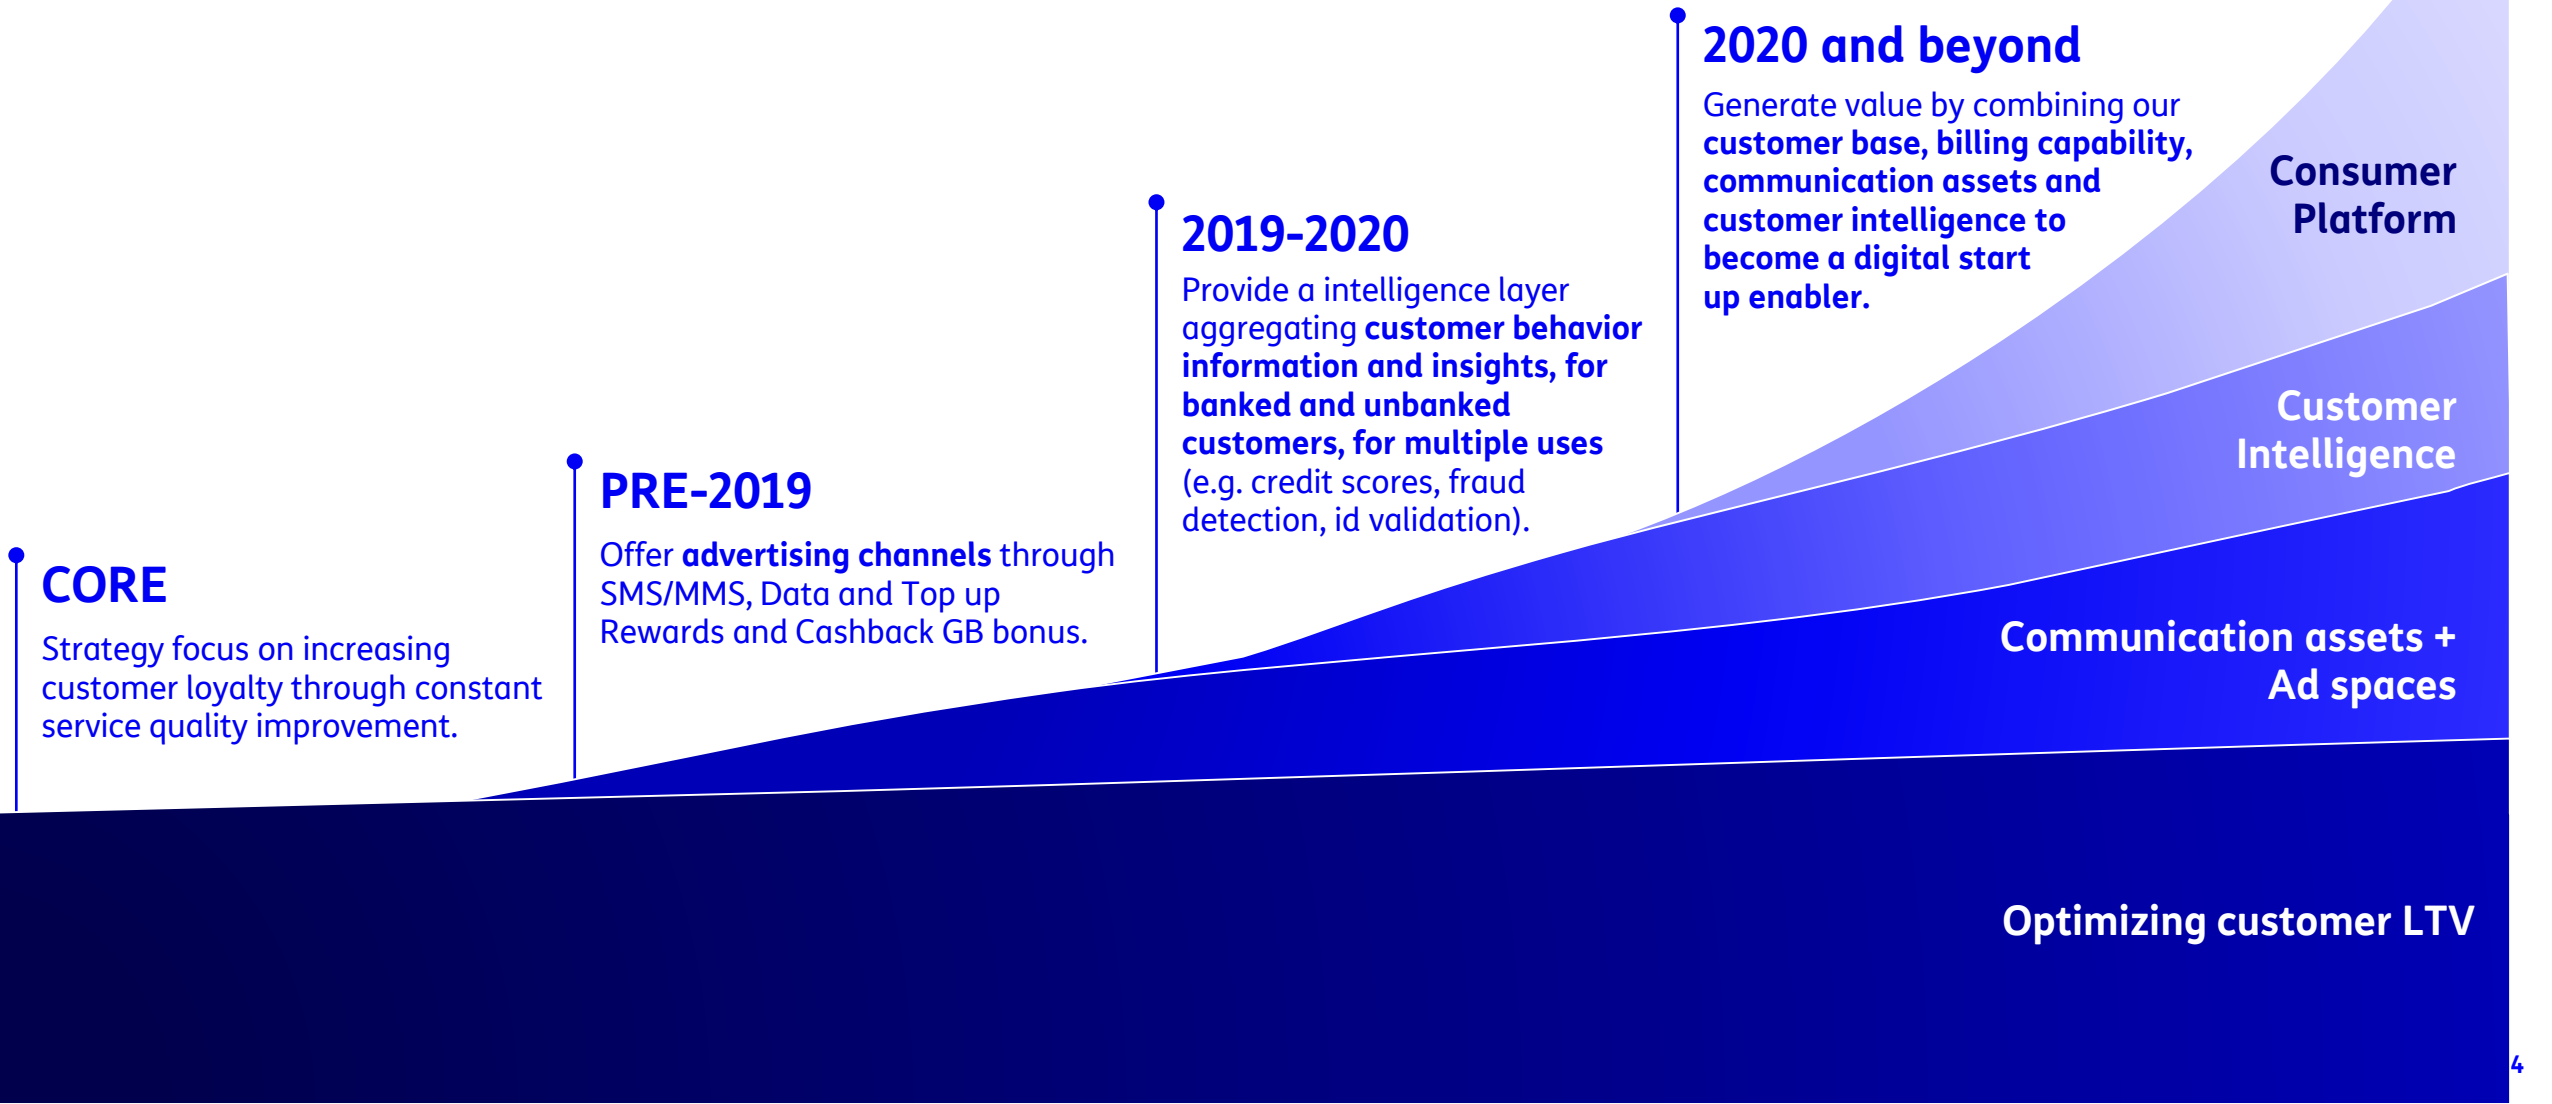 CORE
Strategy focus on increasing
customer loyalty through constant
service quality improvement.
PRE-2019
Offer advertising channels through
SMS/MMS, Data and Top up
Rewards and Cashback GB bonus.
2019-2020
Provide a intelligence layer
aggregating customer behavior
information and insights, for
banked and unbanked
customers, for multiple uses
(e.g. credit scores, fraud
detection, id validation).
2020 and beyond
Generate value by combining our
customer base, billing capability,
communication assets and
customer intelligence to
become a digital start
up enabler.
Consumer
Platform
Customer
Intelligence
Communication assets +
Ad spaces
Optimizing customer LTV
4